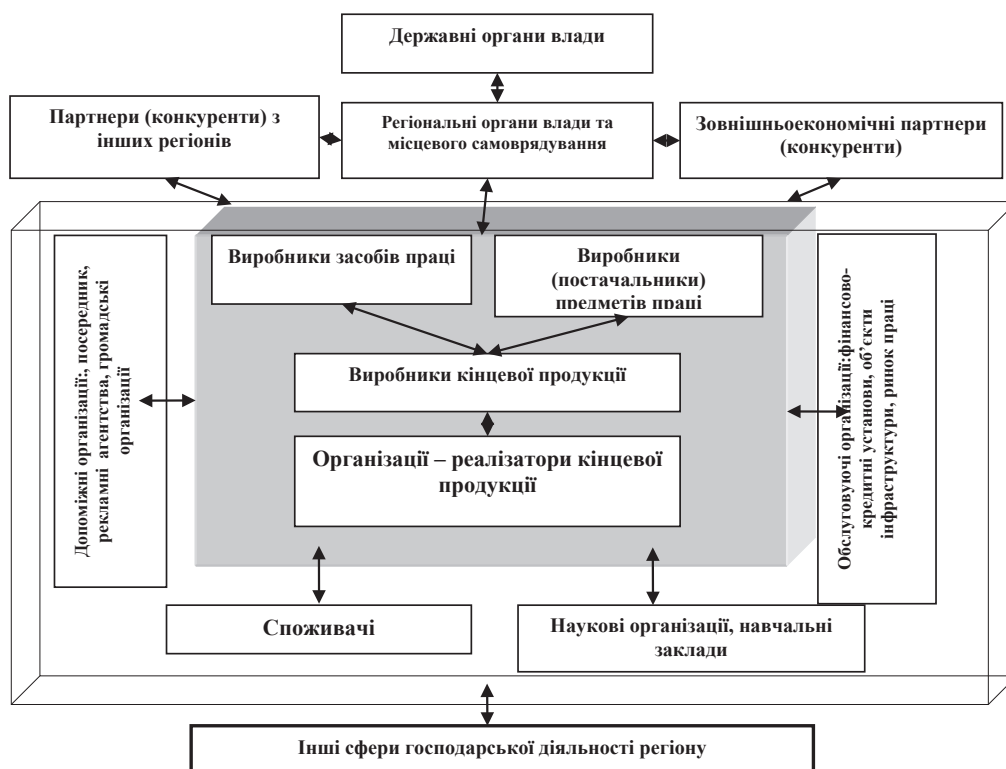 Державні органи влади
Партнери (конкуренти) з
інших регіонів
Регіональні органи влади та
місцевого самоврядування
Зовнішньоекономічні партнери
(конкуренти)
Допоміжні організації:, посередник,
рекламні агентства, громадські
організації
Виробники засобів праці
Виробники
(постачальники)
предметів праці
Виробники кінцевої продукції
Організації – реалізатори кінцевої
продукції
Обслуговуючі організації:фінансово-
кредитні установи, об’єкти
інфраструктури, ринок праці
Споживачі
Наукові організації, навчальні
заклади
Інші сфери господарської діяльності регіону